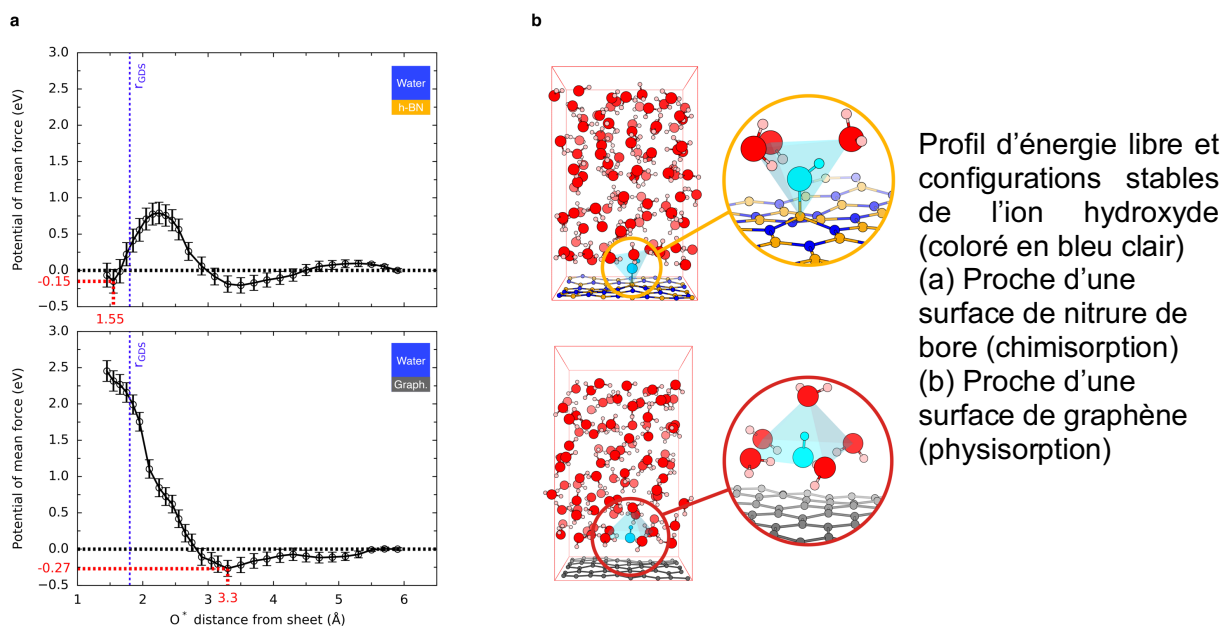 a
b
Potential of mean force (eV)
3.0
2.5
2.0
1.5
1.0
0.5
0.0
-0.15
−0.5
1.55
rGDS
Water
h-BN
Potential of mean force (eV)
3.0
2.5
2.0
1.5
1.0
0.5
0.0
-0.27
−0.5
rGDS
Water
Graph.
3.3
1 2 3 4 5 6
O* distance from sheet (Å)
Profil d'énergie libre et
configurations stables
de l'ion hydroxyde
(coloré en bleu clair)
(a) Proche d'une
surface de nitrure de
bore (chimisorption)
(b) Proche d'une
surface de graphène
(physisorption)